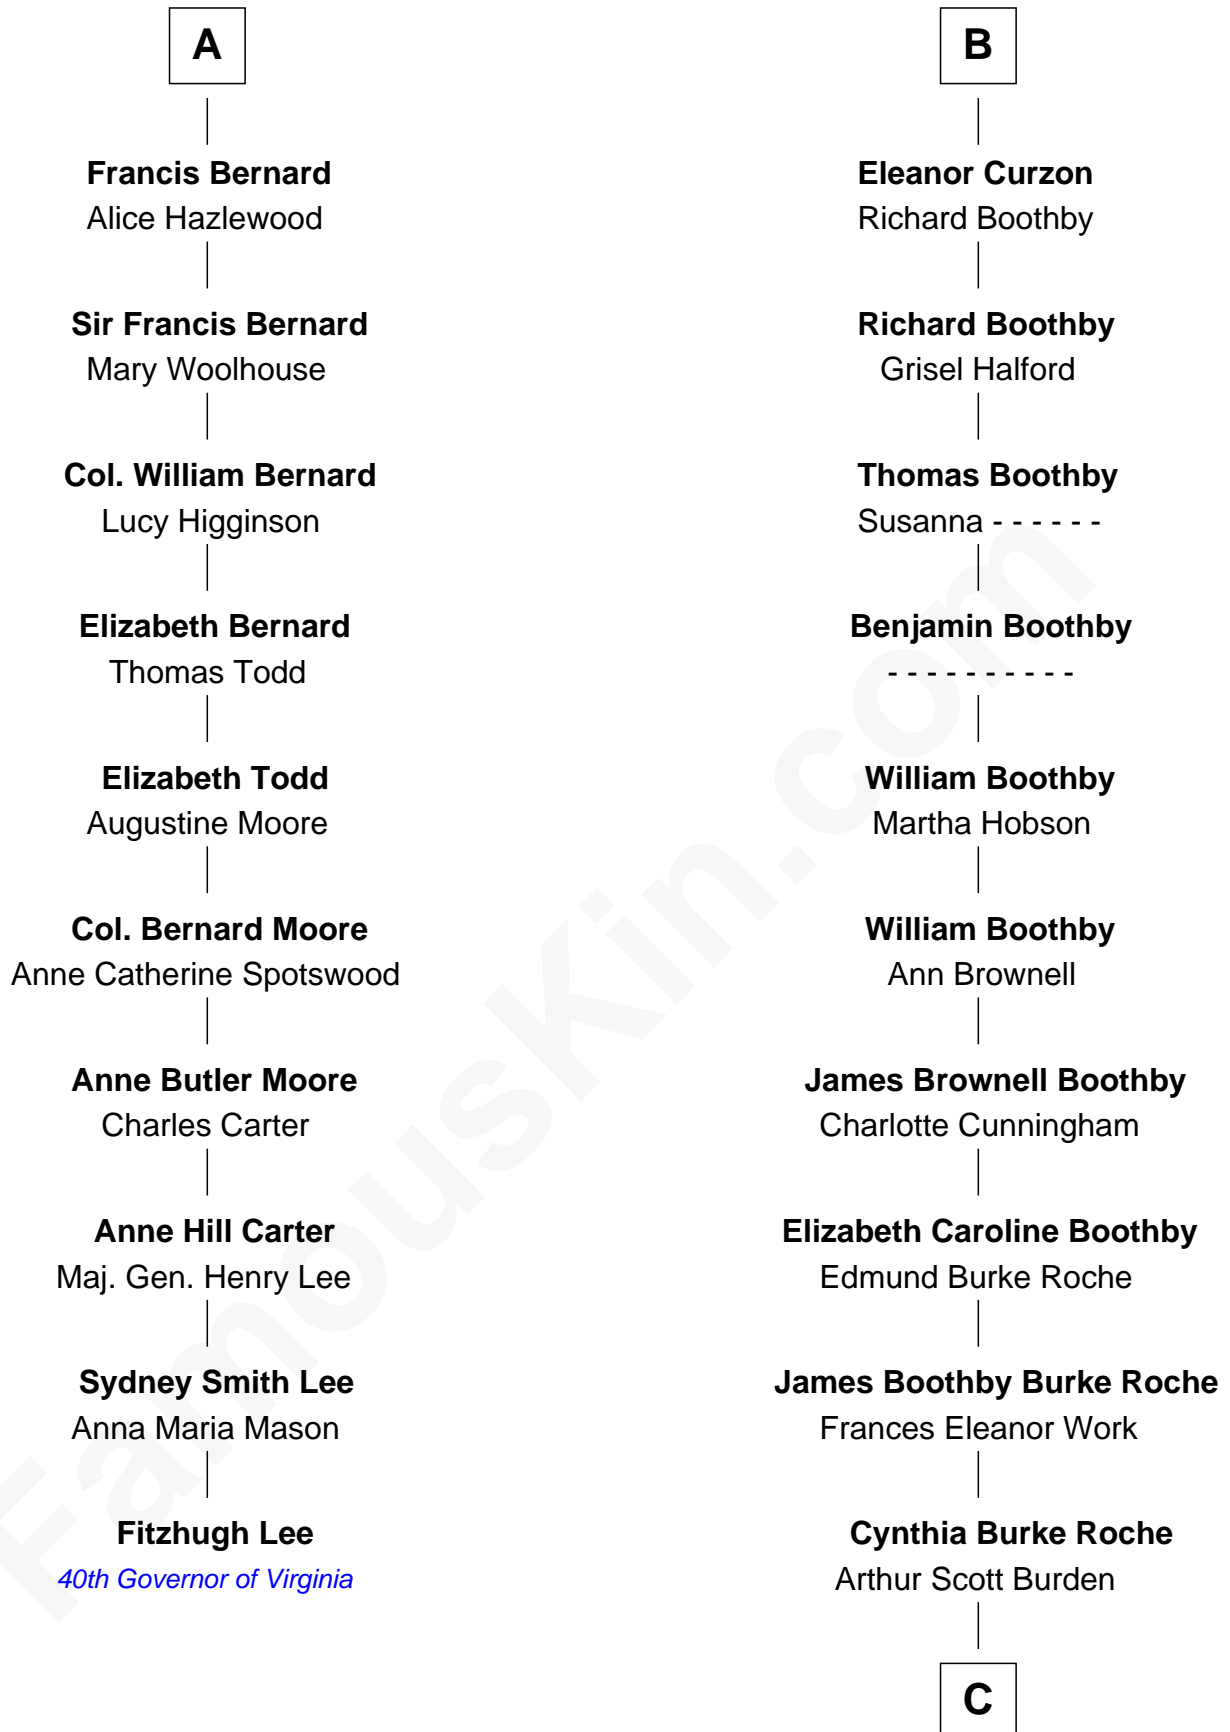 A
Francis Bernard
Alice Hazlewood
Sir Francis Bernard
Mary Woolhouse
Col. William Bernard
Lucy Higginson
Elizabeth Bernard
Thomas Todd
Elizabeth Todd
Augustine Moore
Col. Bernard Moore
Anne Catherine Spotswood
Anne Butler Moore
Charles Carter
Anne Hill Carter
Maj. Gen. Henry Lee
Sydney Smith Lee
Anna Maria Mason
Fitzhugh Lee
40th Governor of Virginia
B
Eleanor Curzon
Richard Boothby
Richard Boothby
Grisel Halford
Thomas Boothby
Susanna - - - - - -
Benjamin Boothby
- - - - - - - - - -
William Boothby
Martha Hobson
William Boothby
Ann Brownell
James Brownell Boothby
Charlotte Cunningham
Elizabeth Caroline Boothby
Edmund Burke Roche
James Boothby Burke Roche
Frances Eleanor Work
Cynthia Burke Roche
Arthur Scott Burden
C
FamousKin.com